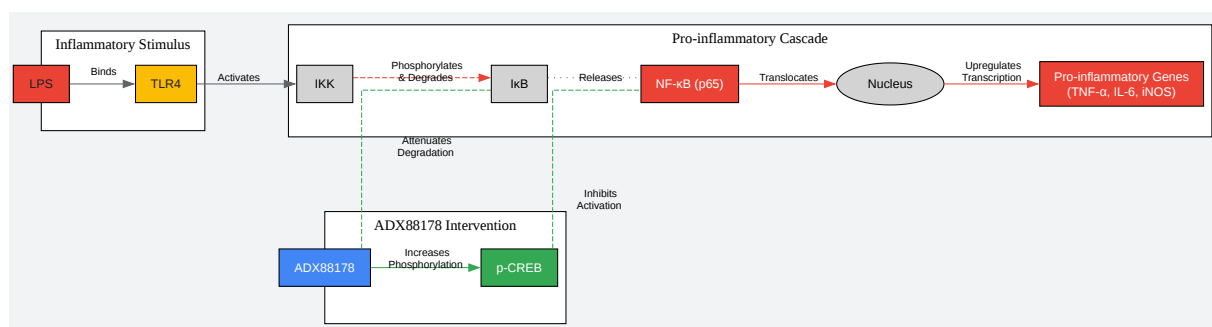 Inflammatory Stimulus
LPS
Binds
TLR4
Activates
Pro-inflammatory Cascade
IKK
Phosphorylates
& Degrades
IκB
Releases
NF-κB (p65)
Translocates
Nucleus
Upregulates
Transcription
Pro-inflammatory Genes
(TNF-α, IL-6, iNOS)
Attenuates
Degradation
Inhibits
Activation
ADX88178 Intervention
ADX88178
Increases
Phosphorylation
p-CREB